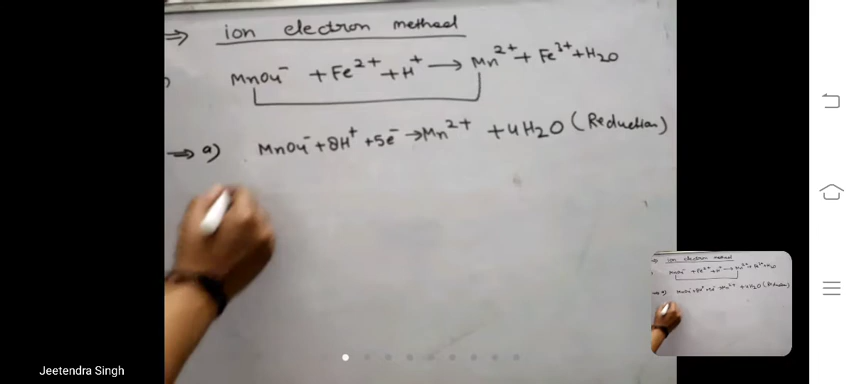 ⇒ ion electron method
MnO4⁻ + Fe²⁺ + H⁺ → Mn²⁺ + Fe³⁺ + H2O
⇒ a) MnO4⁻ + 8H⁺ + 5e⁻ → Mn²⁺ + 4H2O (Reduction)
Jeetendra Singh